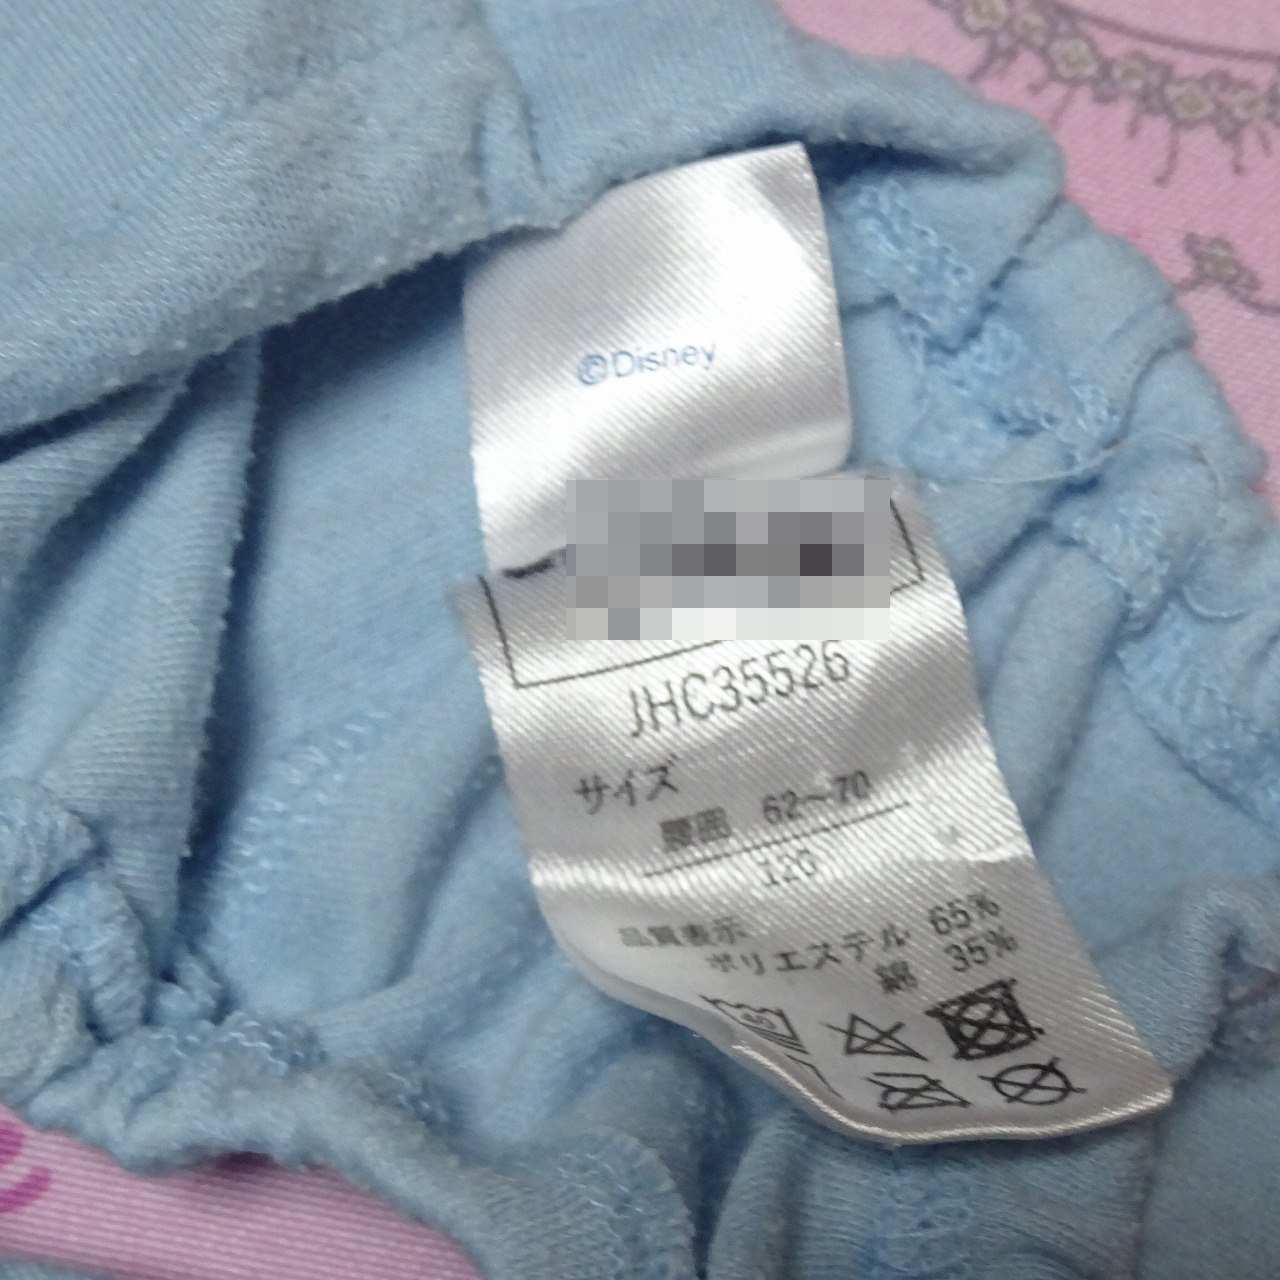 ©Disney
JHC35526
サイズ
腰囲 62～70
120
品質表示
ポリエステル 65%
綿 35%